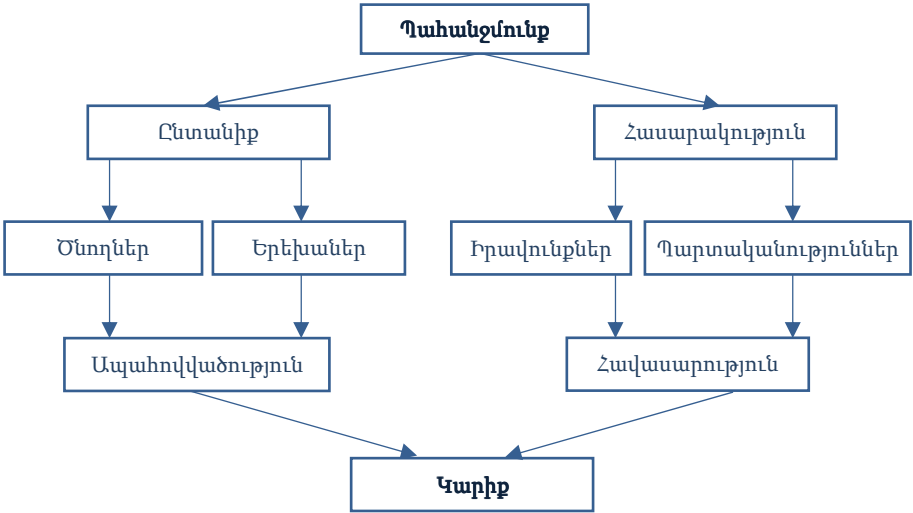 Պահանջմունք
Ընտանիք
Հասարակություն
Ծնողներ
Երեխաներ
Իրավունքներ
Պարտականություններ
Ապահովվածություն
Հավասարություն
Կարիք